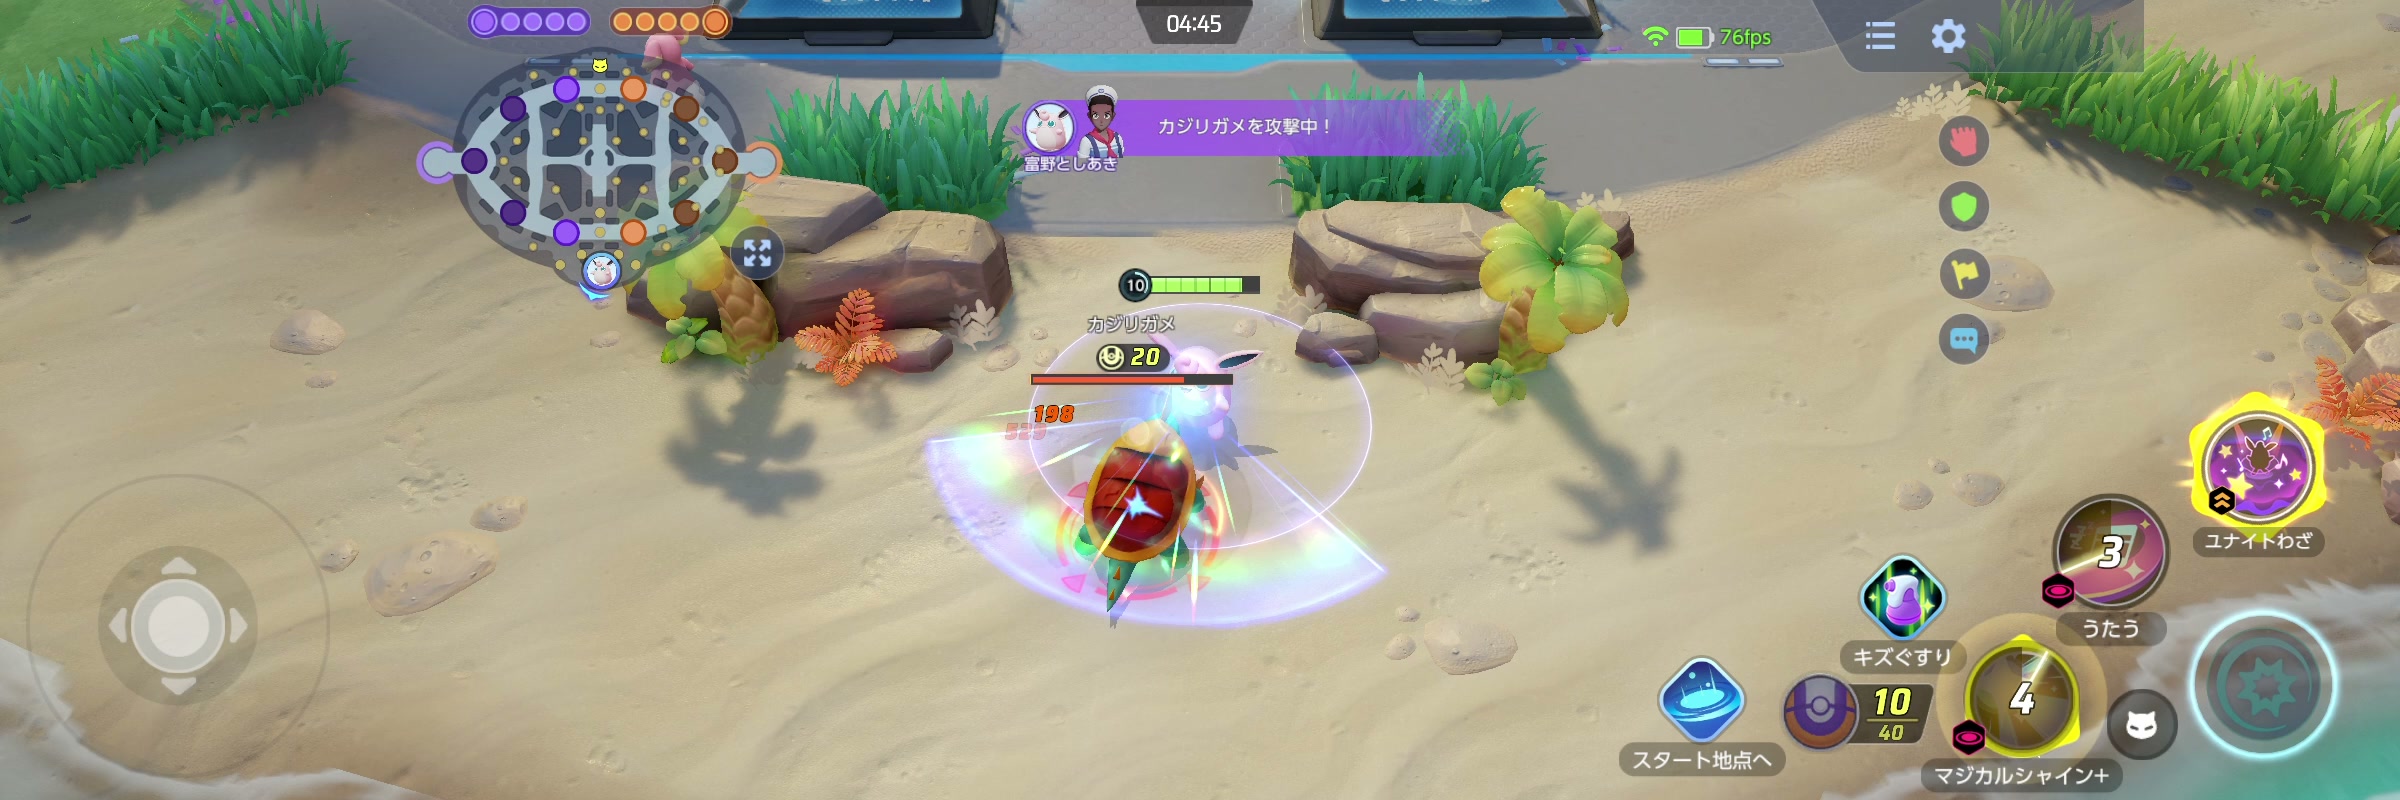 04:45
76fps
カジリガメを攻撃中！
富野としあき
10
カジリガメ
20
198
520
3
ユナイトわざ
うたう
キズぐすり
10
40
4
スタート地点へ
マジカルシャイン+